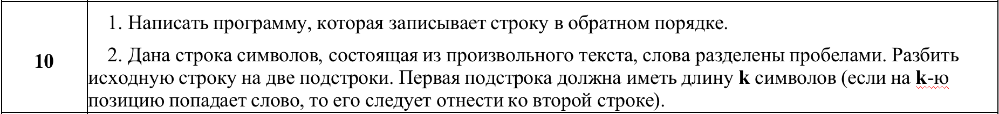 1. Написать программу, которая записывает строку в обратном порядке.
10
2. Дана строка символов, состоящая из произвольного текста, слова разделены пробелами. Разбить
исходную строку на две подстроки. Первая подстрока должна иметь длину k символов (если на k-ю
позицию попадает слово, то его следует отнести ко второй строке).